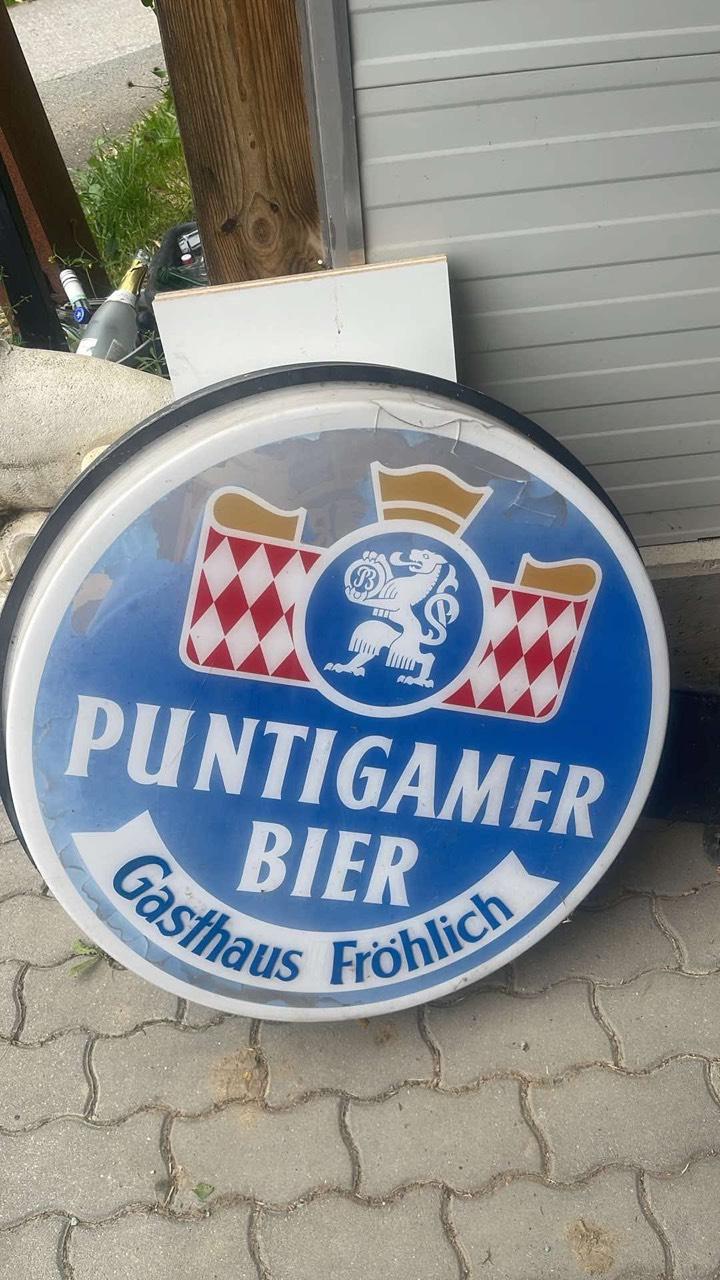 PUNTIGAMER
BIER
Gasthaus Fröhlich